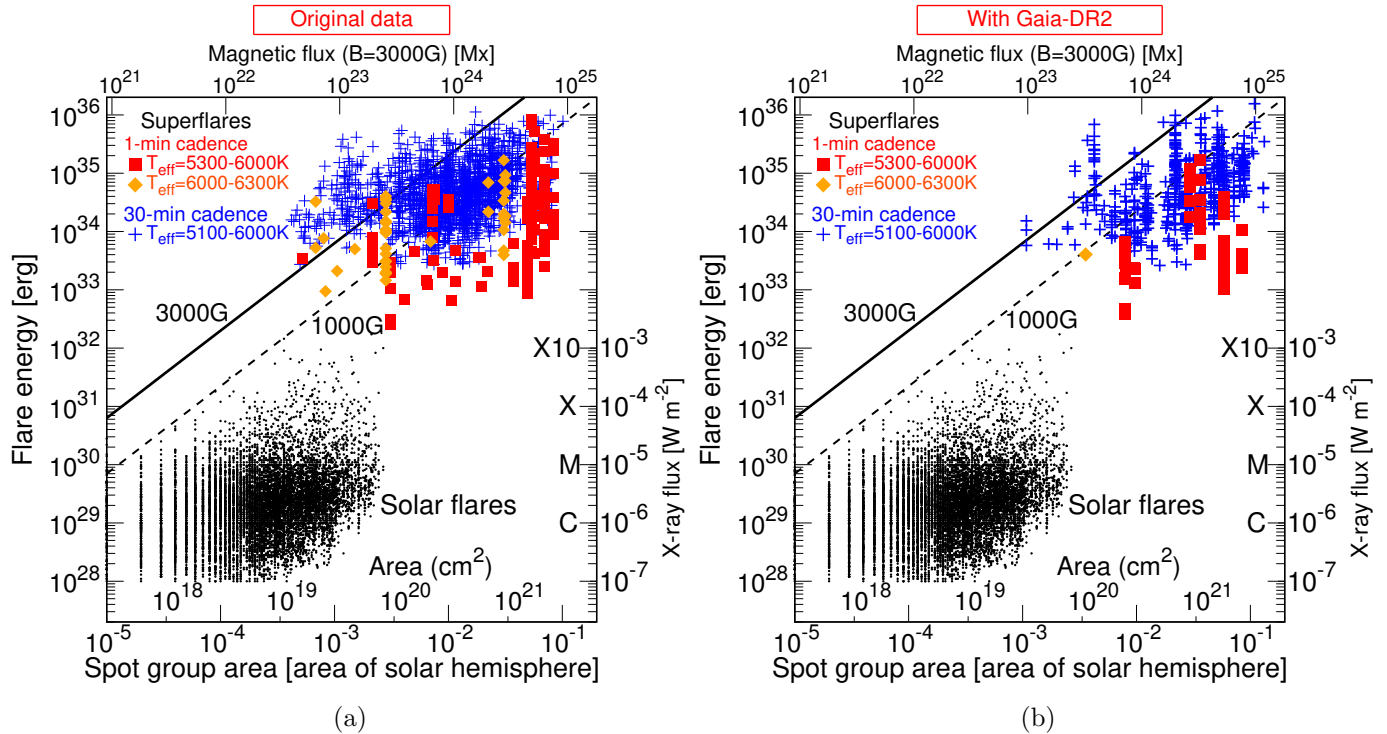 Original data
Magnetic flux (B=3000G) [Mx]
10^21 10^22 10^23 10^24 10^25
10^36
10^35
10^34
10^33
10^32
10^31
10^30
10^29
10^28
Flare energy [erg]
Superflares
1-min cadence
T_eff=5300-6000K
T_eff=6000-6300K
30-min cadence
T_eff=5100-6000K
3000G
1000G
X10 10^-3
X 10^-4
M 10^-5
C 10^-6
10^-7
X-ray flux [W m^-2]
Solar flares
Area (cm^2)
10^18 10^19 10^20 10^21
10^-5 10^-4 10^-3 10^-2 10^-1
Spot group area [area of solar hemisphere]
(a)
With Gaia-DR2
Magnetic flux (B=3000G) [Mx]
10^21 10^22 10^23 10^24 10^25
10^36
10^35
10^34
10^33
10^32
10^31
10^30
10^29
10^28
Flare energy [erg]
Superflares
1-min cadence
T_eff=5300-6000K
T_eff=6000-6300K
30-min cadence
T_eff=5100-6000K
3000G
1000G
X10 10^-3
X 10^-4
M 10^-5
C 10^-6
10^-7
X-ray flux [W m^-2]
Solar flares
Area (cm^2)
10^18 10^19 10^20 10^21
10^-5 10^-4 10^-3 10^-2 10^-1
Spot group area [area of solar hemisphere]
(b)